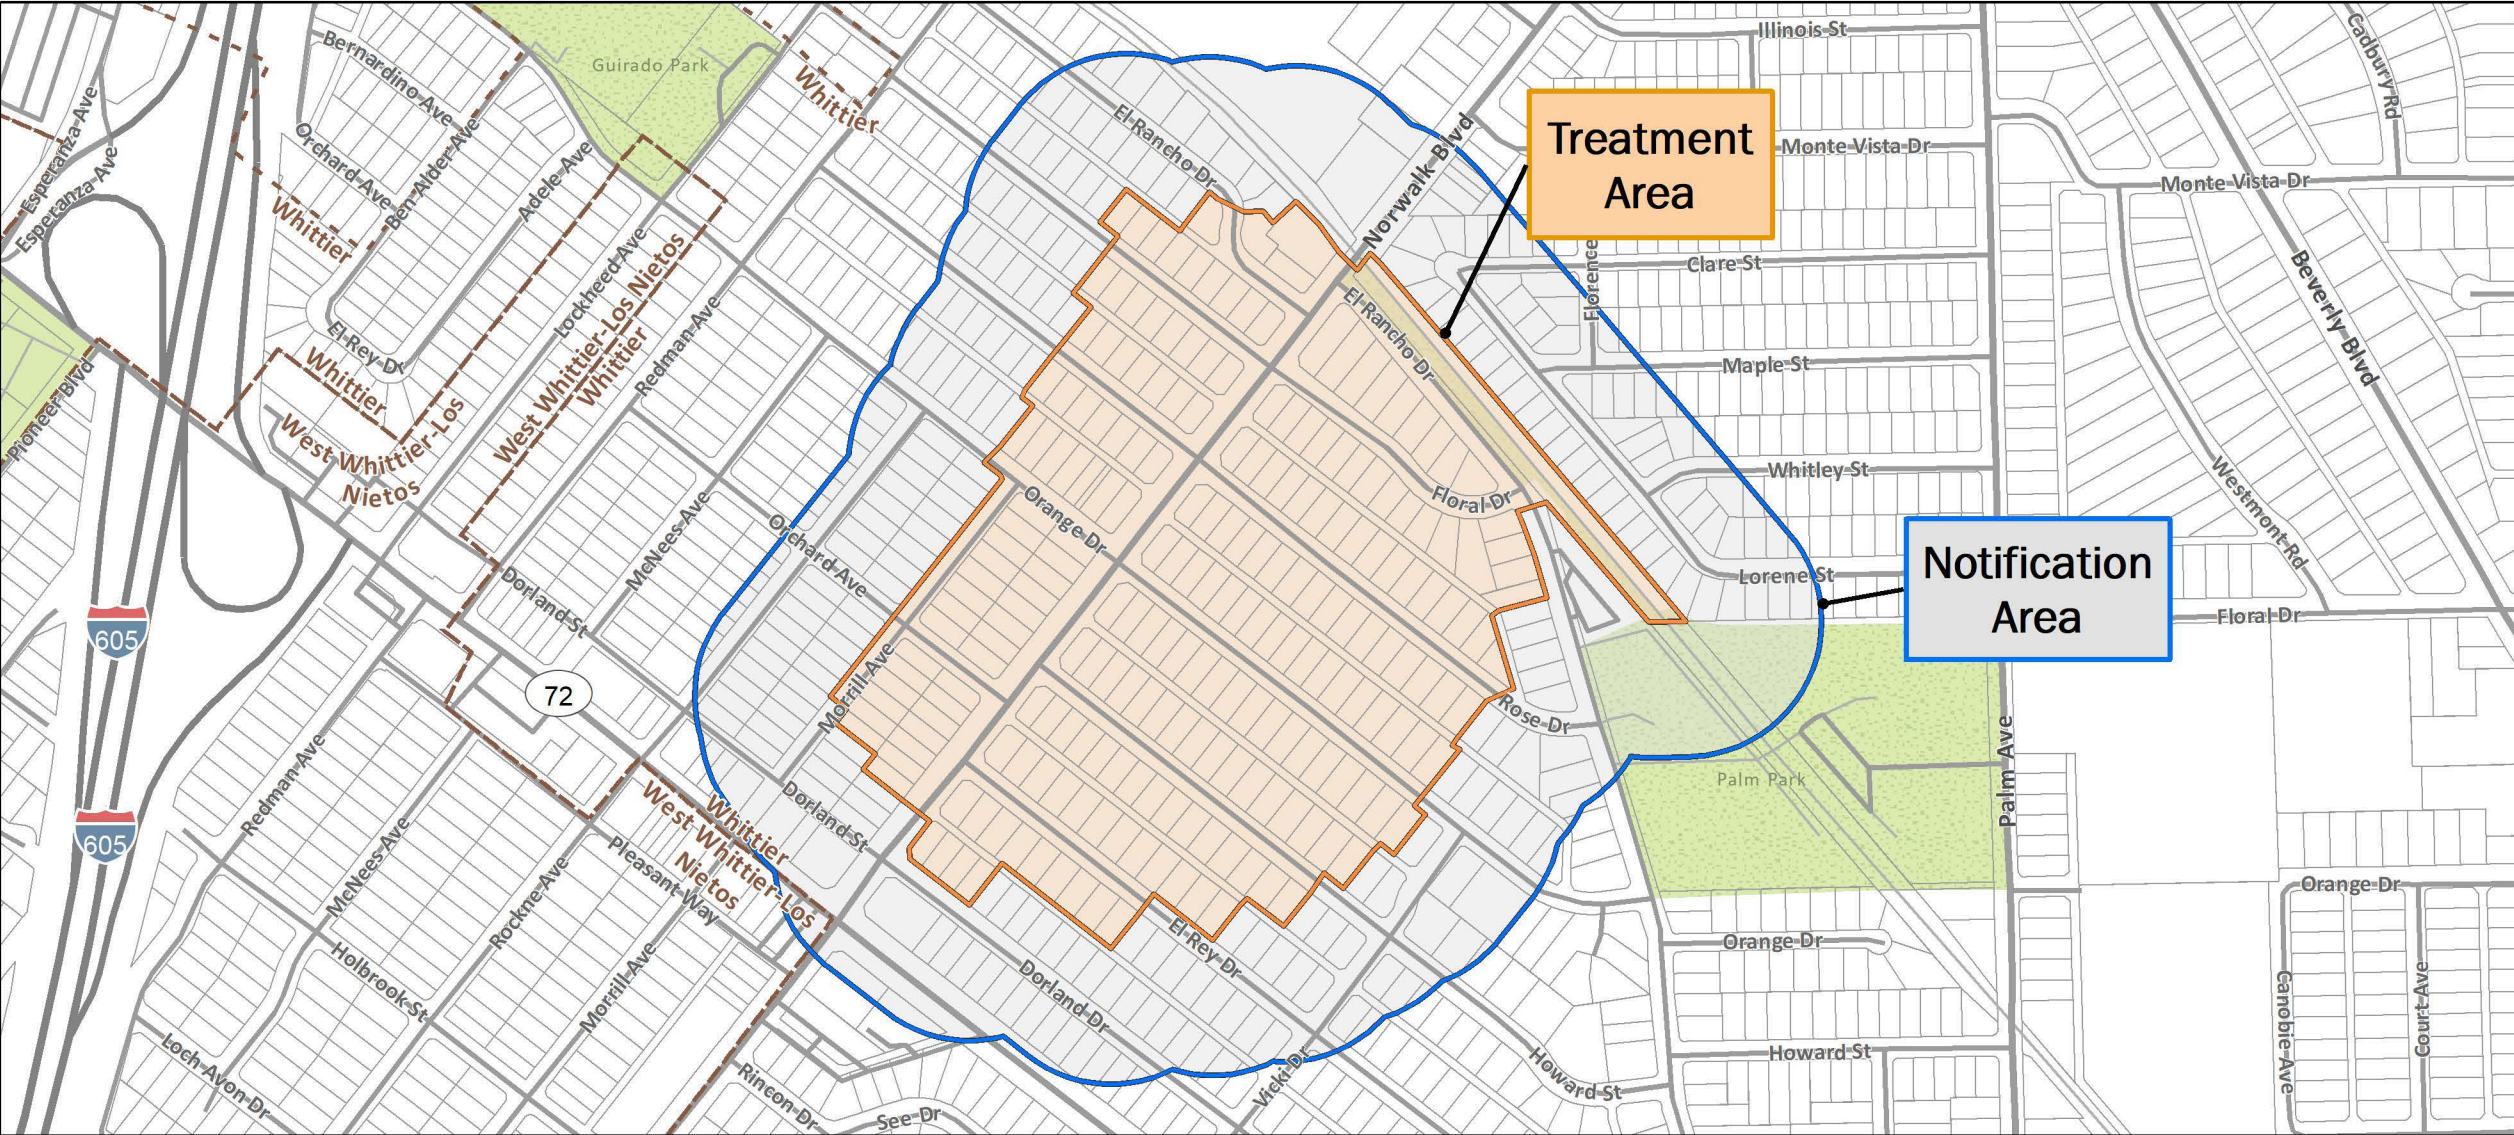 Illinois St
Cadbury Rd
Bernardino Ave
Guirado Park
Whittier
Esperanza Ave
Esperanza Ave
Orchard Ave
Ben Alder Ave
Adele Ave
El Rancho Dr
Norwalk Blvd
Treatment
Area
Monte Vista Dr
Monte Vista Dr
Whittier
Lockheed Ave
West Whittier-Los Nietos
Whittier
Redman Ave
Florence
Clare St
Beverly Blvd
El Rancho Dr
El Rey Dr
Maple St
Pioneer Blvd
Whittier
West Whittier-Los
Nietos
Whitley St
Westmont Rd
Floral Dr
Orange Dr
Orchard Ave
McNees Ave
Dorland St
Lorene St
Notification
Area
Floral Dr
605
72
Morrill Ave
Rose Dr
Palm Park
Palm Ave
Redman Ave
Dorland St
Whittier
West Whittier-Los
Nietos
605
McNees Ave
Rockne Ave
Pleasant Way
El Rey Dr
Orange Dr
Orange Dr
Holbrook St
Morrill Ave
Dorland Dr
Canobie Ave
Court Ave
Loch Avon Dr
Rincon Dr
See Dr
Vicki Dr
Howard St
Howard St